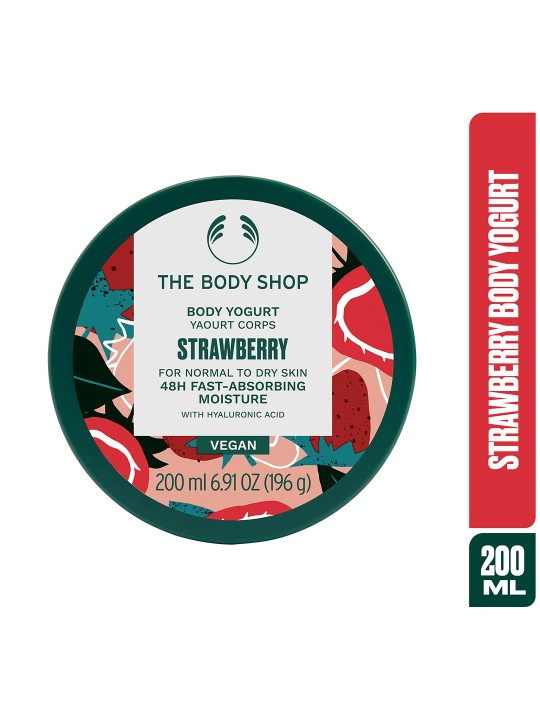 THE BODY SHOP
BODY YOGURT
YAOURT CORPS
STRAWBERRY
FOR NORMAL TO DRY SKIN
48H FAST-ABSORBING
MOISTURE
WITH HYALURONIC ACID
VEGAN
200 ml 6.91 OZ (196 g)
STRAWBERRY BODY YOGURT
200
ML